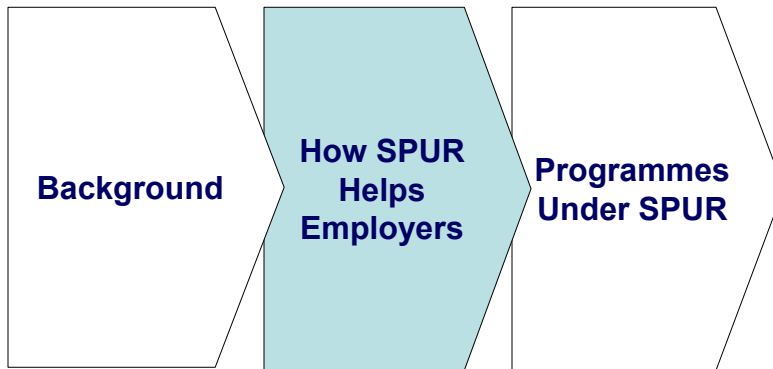 Background
How SPUR
Helps
Employers
Programmes
Under SPUR